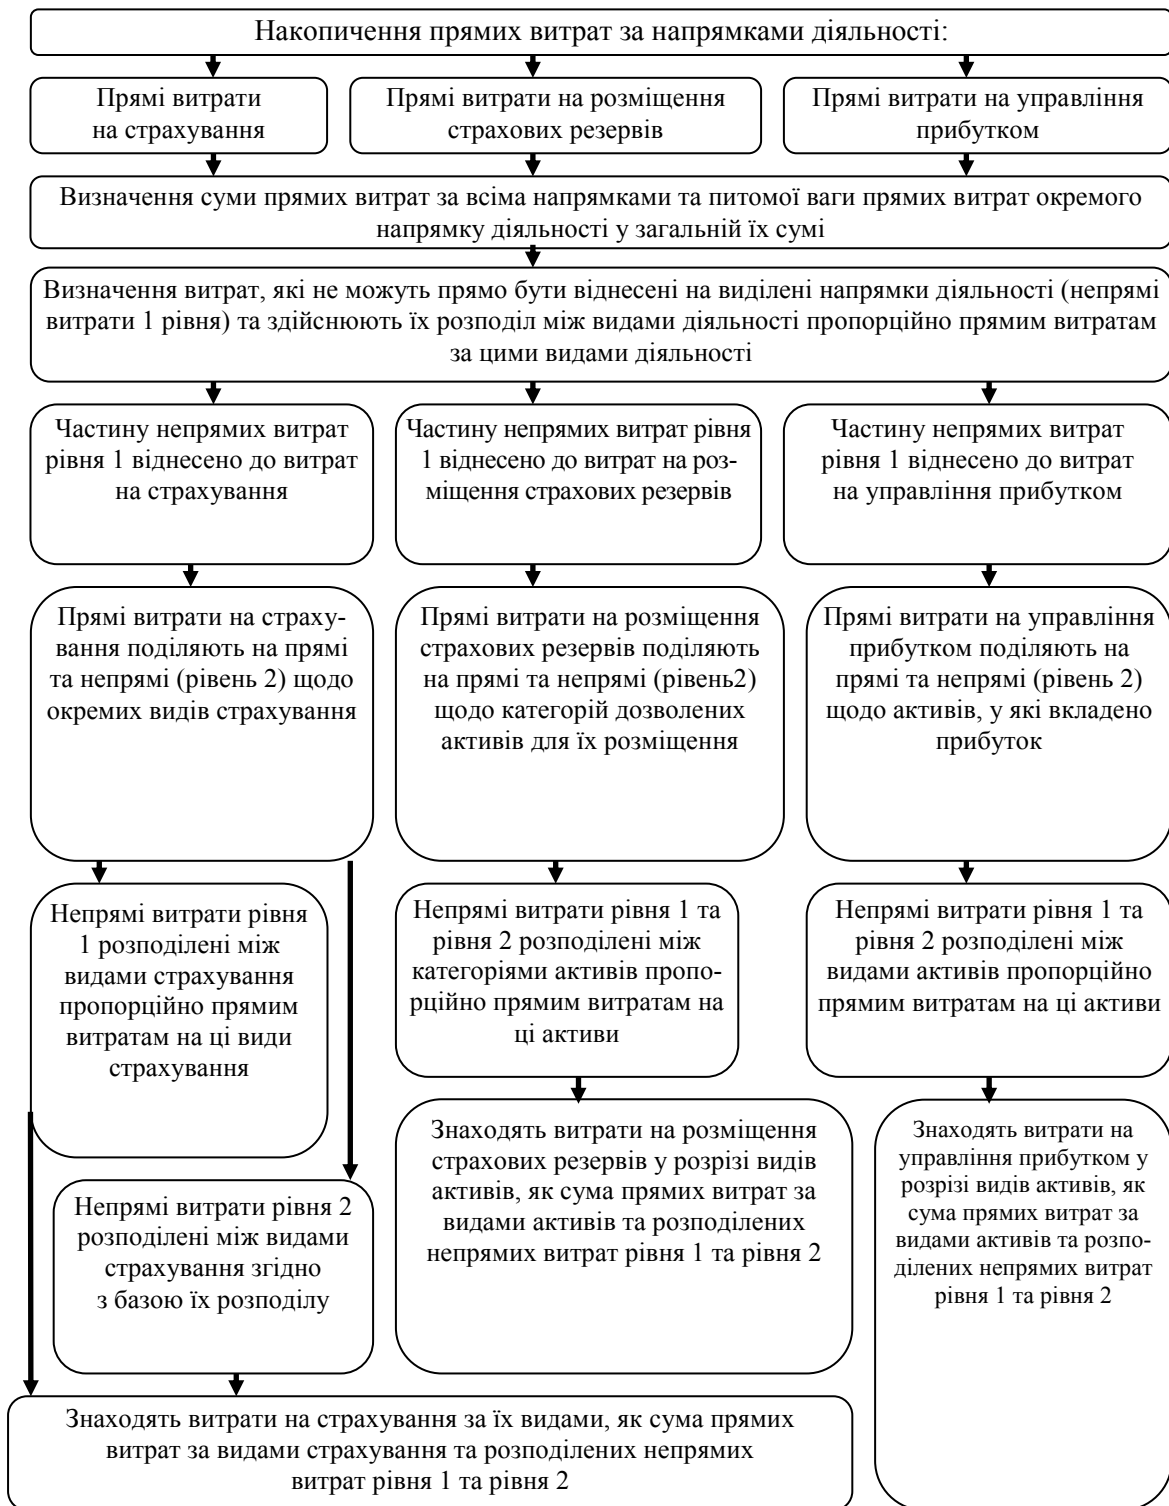 Накопичення прямих витрат за напрямками діяльності:
Прямі витрати
на страхування
Прямі витрати на розміщення
страхових резервів
Прямі витрати на управління
прибутком
Визначення суми прямих витрат за всіма напрямками та питомої ваги прямих витрат окремого
напрямку діяльності у загальній їх сумі
Визначення витрат, які не можуть прямо бути віднесені на виділені напрямки діяльності (непрямі
витрати 1 рівня) та здійснюють їх розподіл між видами діяльності пропорційно прямим витратам
за цими видами діяльності
Частину непрямих витрат
рівня 1 віднесено до витрат
на страхування
Частину непрямих витрат рівня
1 віднесено до витрат на роз-
міщення страхових резервів
Частину непрямих витрат
рівня 1 віднесено до витрат
на управління прибутком
Прямі витрати на страху-
вання поділяють на прямі
та непрямі (рівень 2) щодо
окремих видів страхування
Прямі витрати на розміщення
страхових резервів поділяють
на прямі та непрямі (рівень2)
щодо категорій дозволених
активів для їх розміщення
Прямі витрати на управління
прибутком поділяють на
прямі та непрямі (рівень 2)
щодо активів, у які вкладено
прибуток
Непрямі витрати рівня
1 розподілені між
видами страхування
пропорційно прямим
витратам на ці види
страхування
Непрямі витрати рівня 1 та
рівня 2 розподілені між
категоріями активів пропо-
рційно прямим витратам на
ці активи
Непрямі витрати рівня 1 та
рівня 2 розподілені між
видами активів пропорційно
прямим витратам на ці активи
Непрямі витрати рівня 2
розподілені між видами
страхування згідно
з базою їх розподілу
Знаходять витрати на розміщення
страхових резервів у розрізі видів
активів, як сума прямих витрат за
видами активів та розподілених
непрямих витрат рівня 1 та рівня 2
Знаходять витрати на
управління прибутком у
розрізі видів активів, як
сума прямих витрат за
видами активів та розпо-
ділених непрямих витрат
рівня 1 та рівня 2
Знаходять витрати на страхування за їх видами, як сума прямих
витрат за видами страхування та розподілених непрямих
витрат рівня 1 та рівня 2